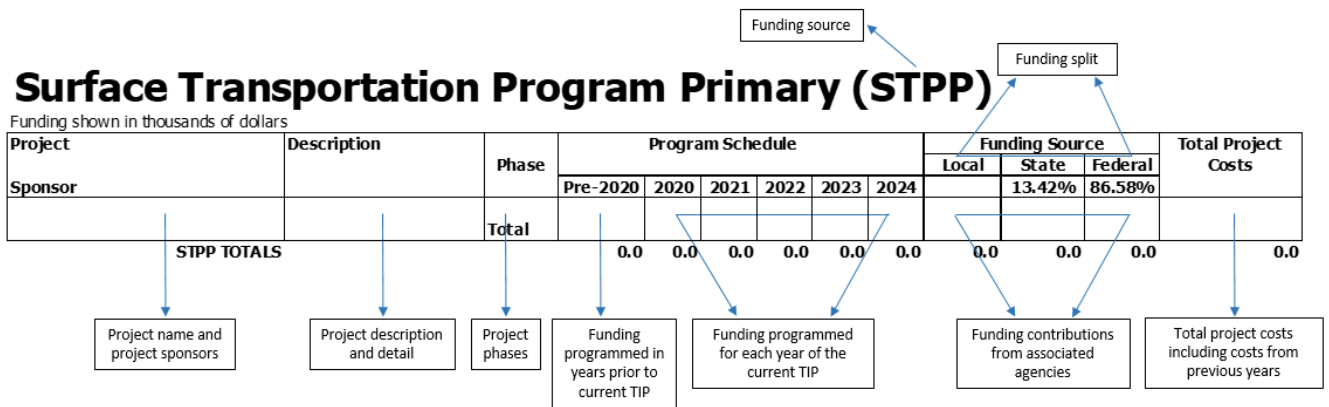 Funding source
Funding split
Surface Transportation Program Primary (STPP)
Funding shown in thousands of dollars
Project Description Program Schedule Funding Source Total Project
Phase Local State Federal Costs
Sponsor Pre-2020 2020 2021 2022 2023 2024 13.42% 86.58%
Total
STPP TOTALS 0.0 0.0 0.0 0.0 0.0 0.0 0.0 0.0 0.0 0.0
Project name and
project sponsors
Project description
and detail
Project
phases
Funding
programmed in
years prior to
current TIP
Funding programmed
for each year of the
current TIP
Funding contributions
from associated
agencies
Total project costs
including costs from
previous years